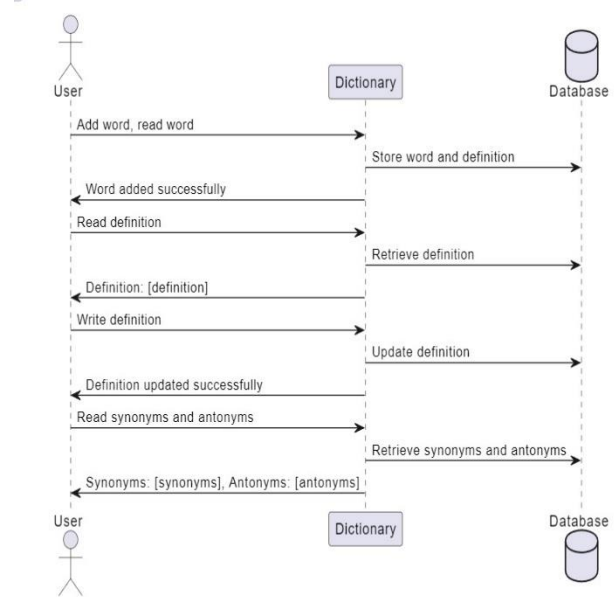 User
Dictionary
Database
Add word, read word
Store word and definition
Word added successfully
Read definition
Retrieve definition
Definition: [definition]
Write definition
Update definition
Definition updated successfully
Read synonyms and antonyms
Retrieve synonyms and antonyms
Synonyms: [synonyms], Antonyms: [antonyms]
User
Dictionary
Database